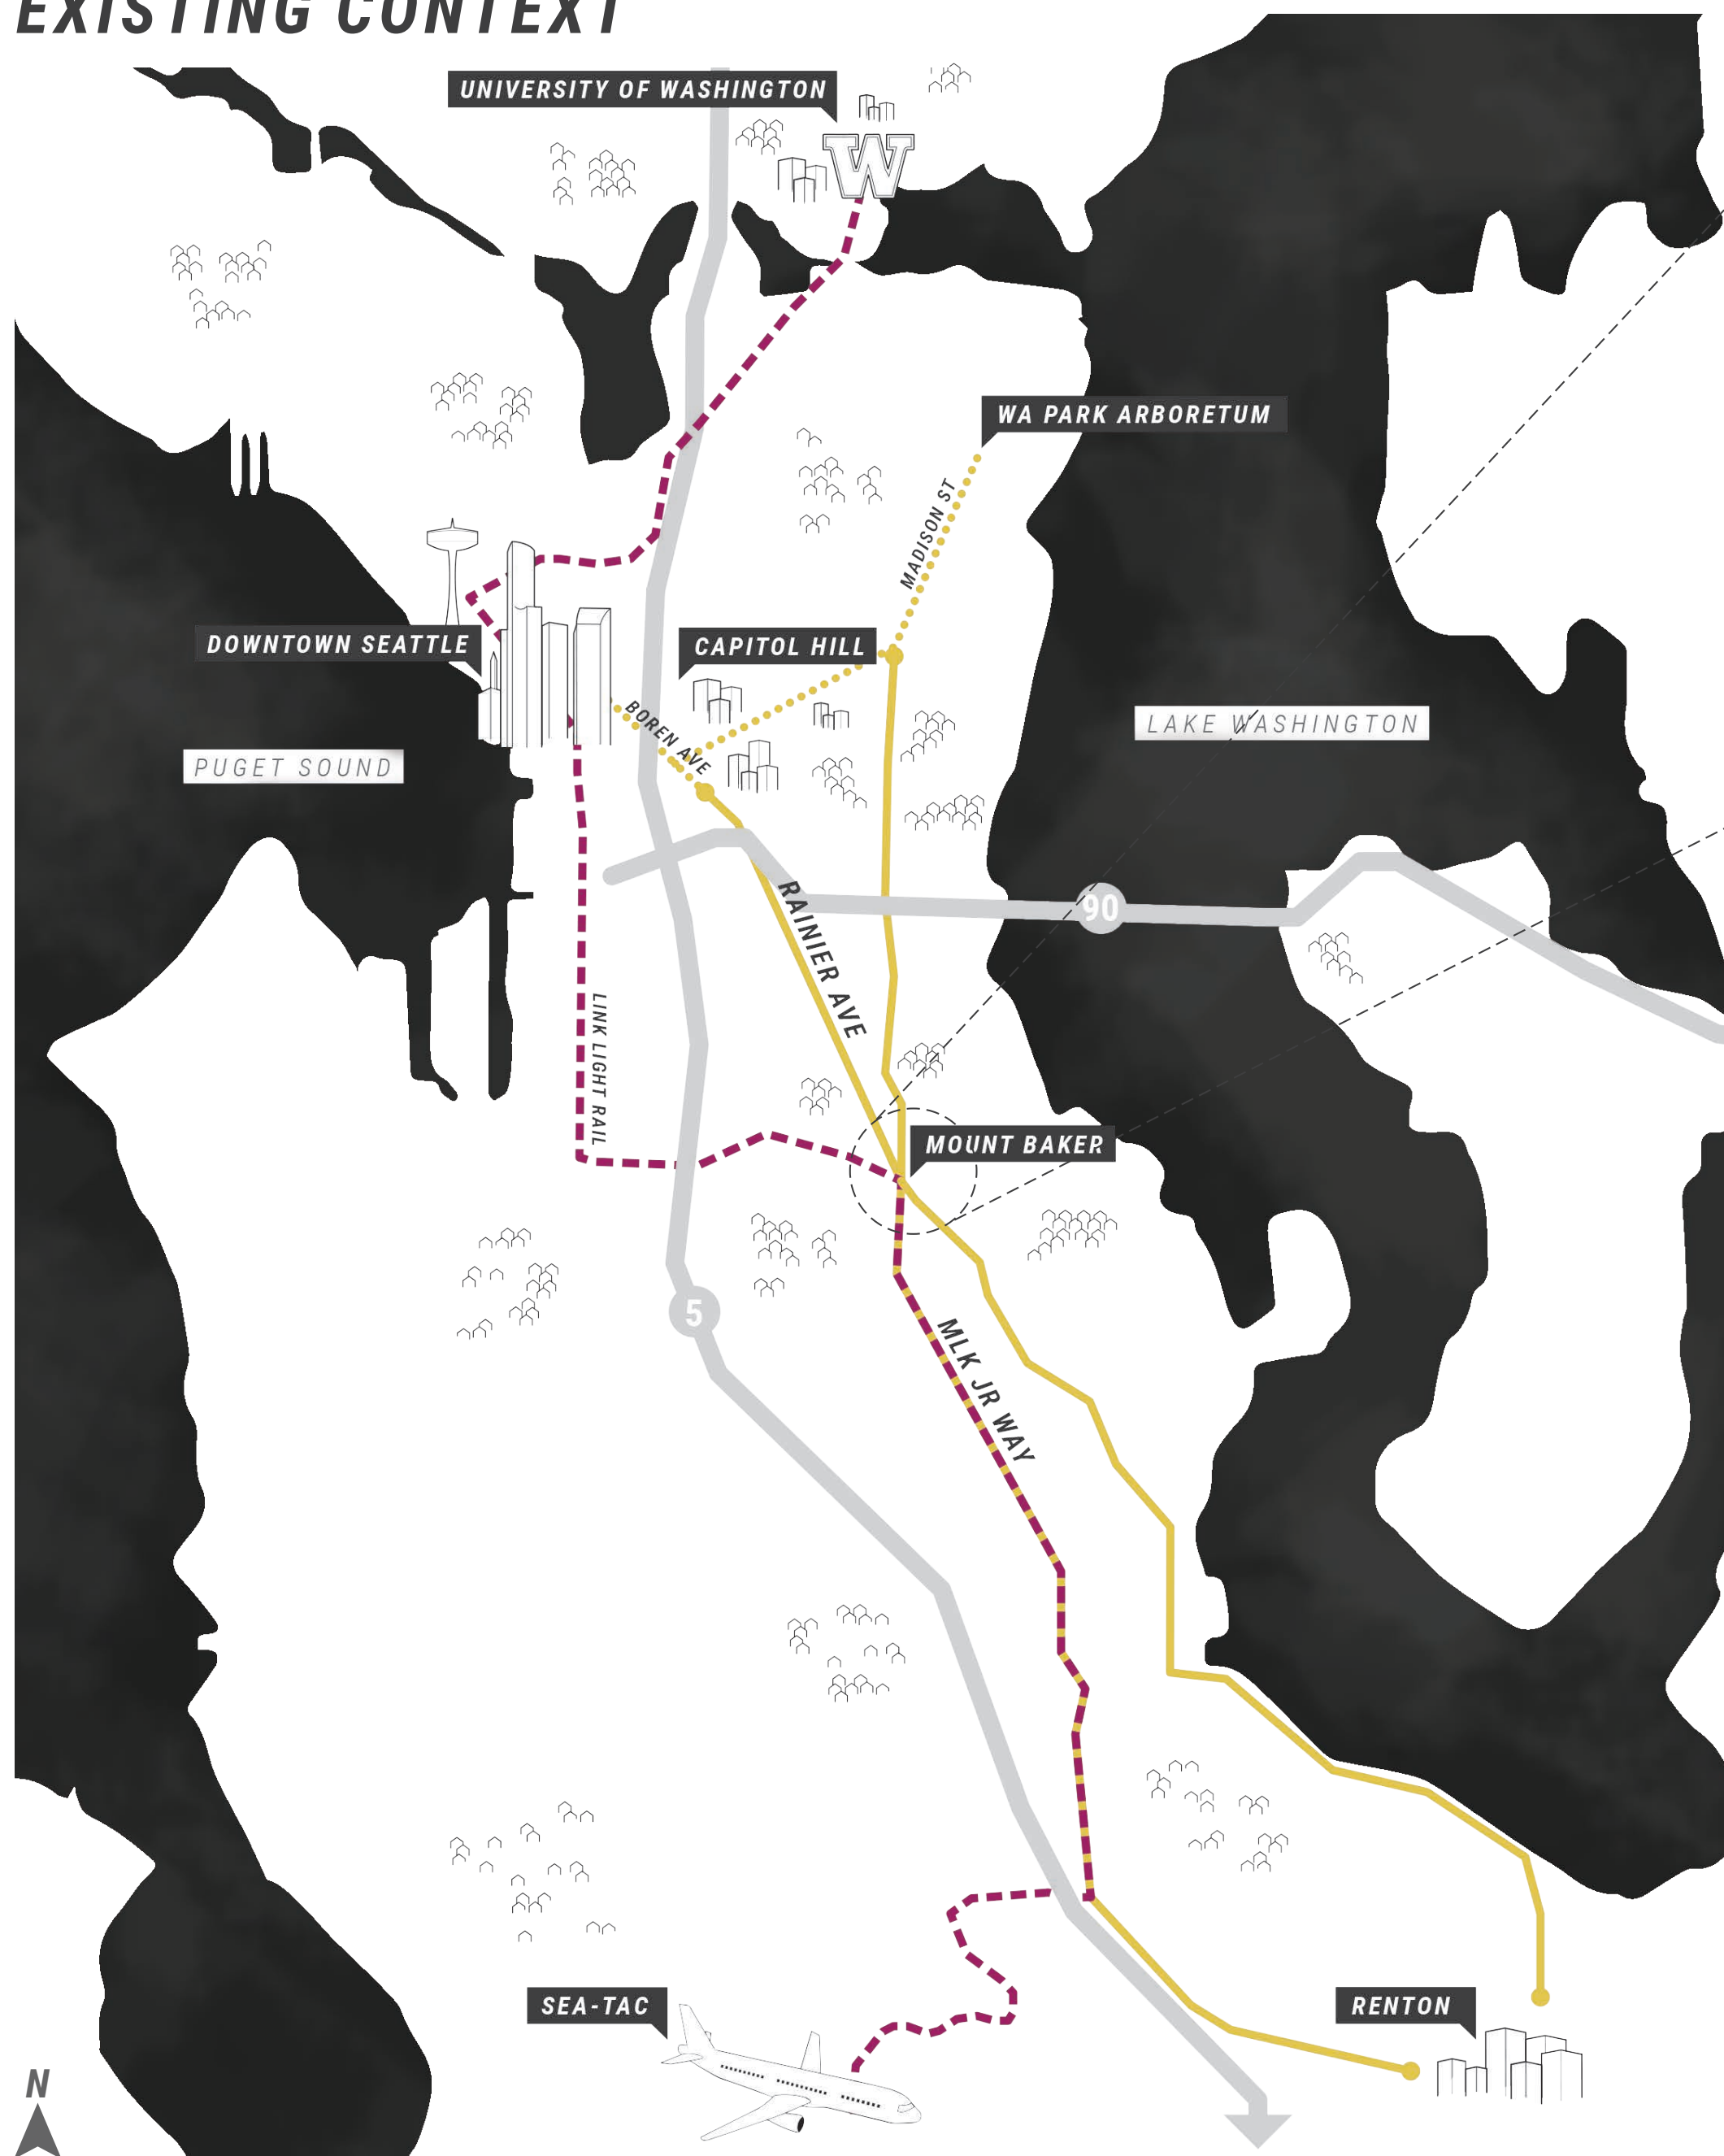 EXISTING CONTEXT
UNIVERSITY OF WASHINGTON
W
WA PARK ARBORETUM
MADISON ST
DOWNTOWN SEATTLE
CAPITOL HILL
BOREN AVE
LAKE WASHINGTON
PUGET SOUND
90
RAINIER AVE
LINK LIGHT RAIL
MOUNT BAKER
5
MLK JR WAY
SEA-TAC
RENTON
N